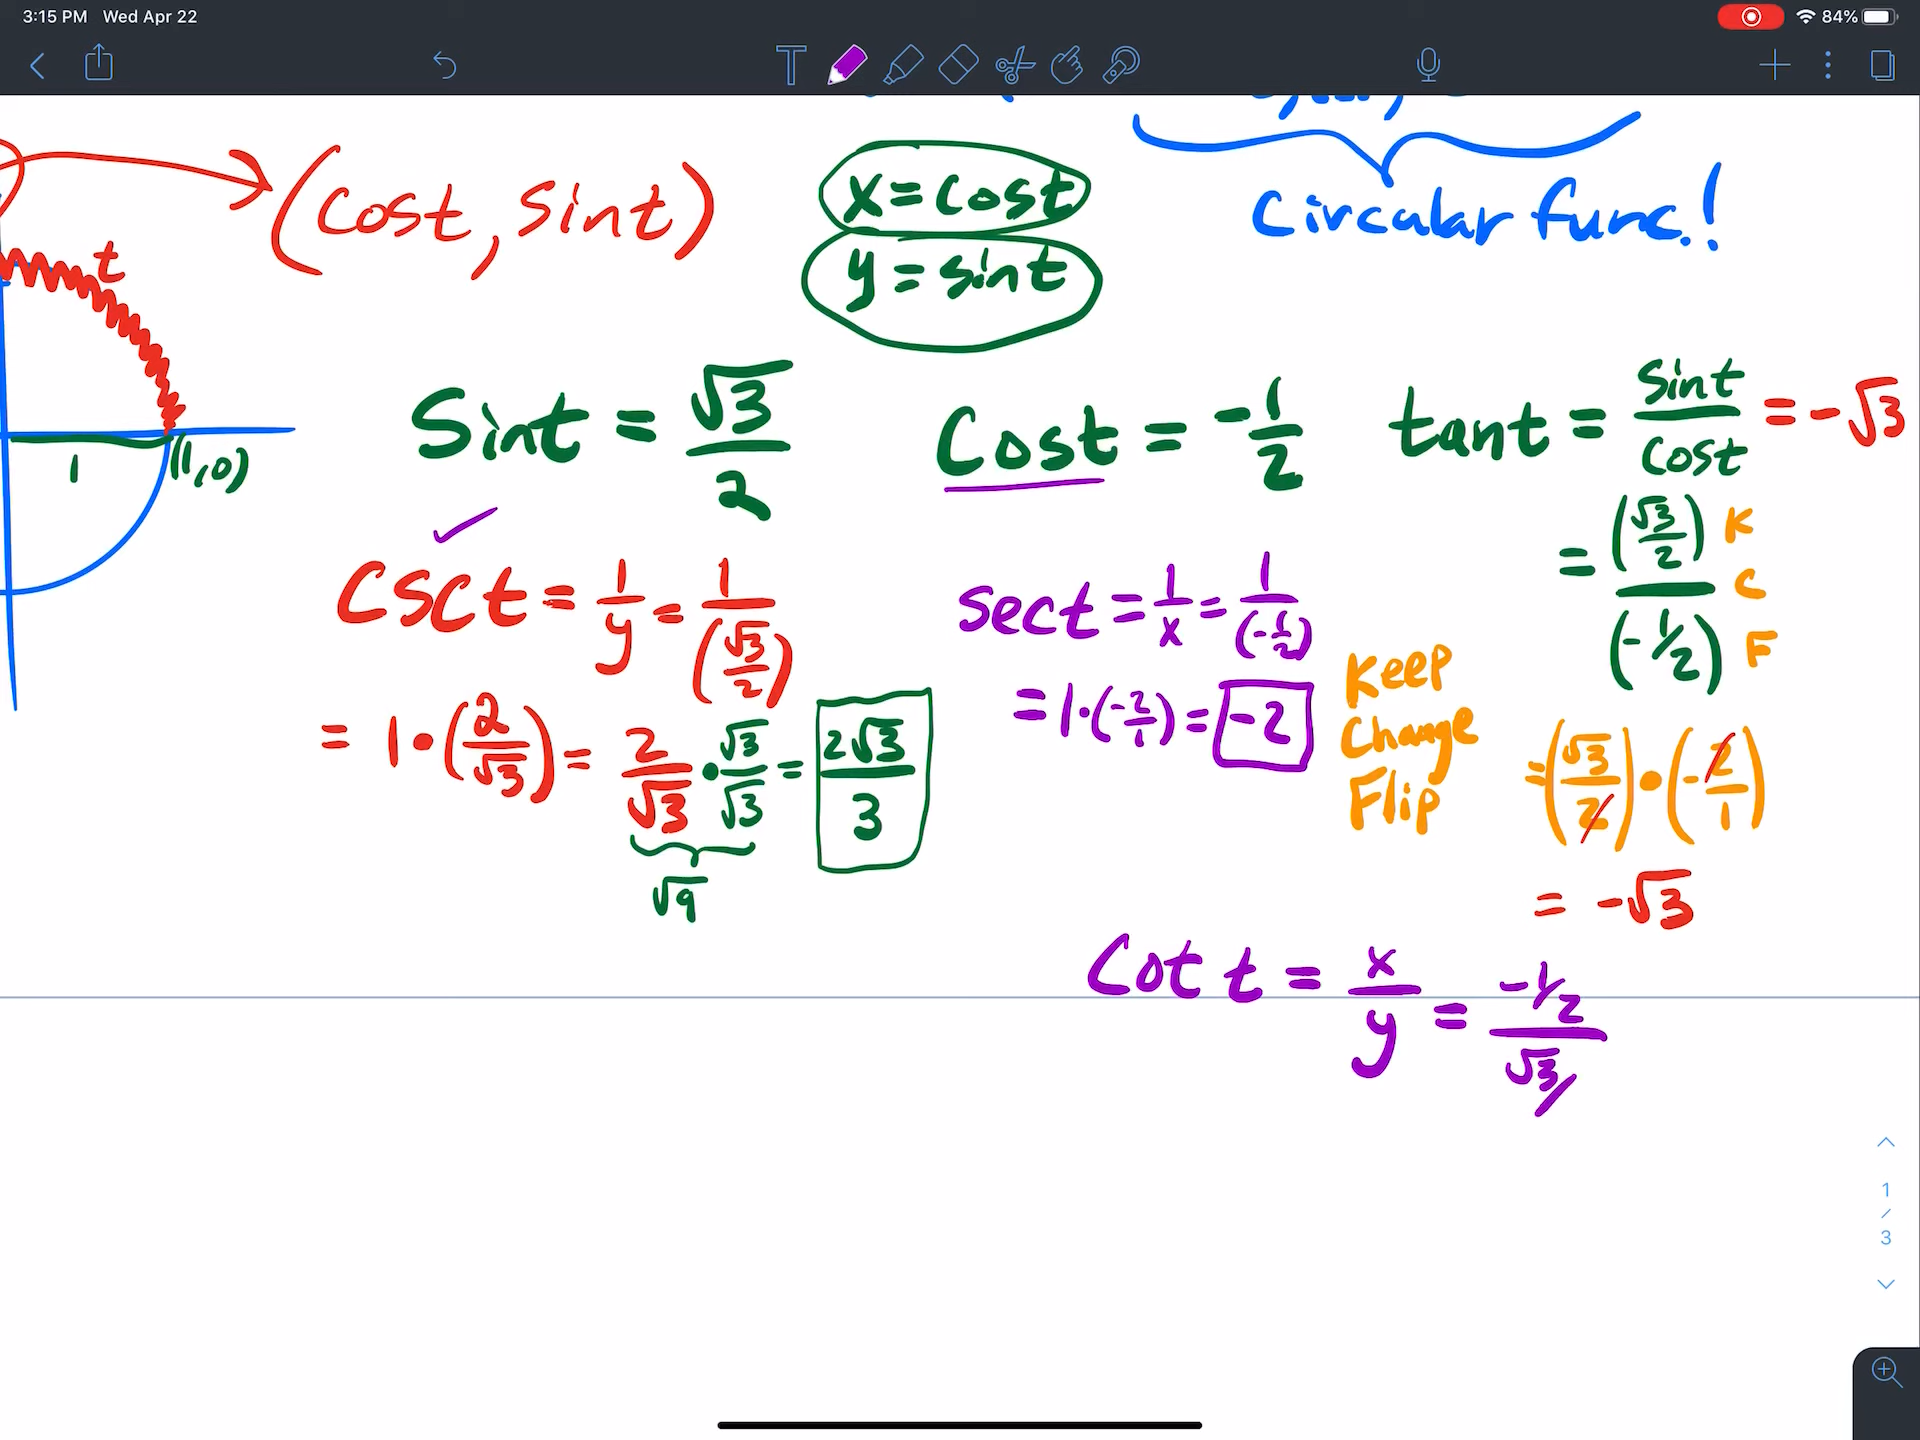 3:15 PM Wed Apr 22
84%
(cost, sint)
x = cost
y = sint
Circular func.!
t
1
(1,0)
Sint = √3/2
Cost = -1/2
tant = sint/cost = -√3
= (√3/2)/(-1/2)
K
C
F
csct = 1/y = 1/(√3/2)
= 1•(2/√3) = 2/√3 • √3/√3 = 2√3/3
√9
sect = 1/x = 1/(-1/2)
= 1•(-2/1) = -2
Keep
Change
Flip
= (√3/2)•(-2/1)
= -√3
Cot t = x/y = -1/2 / √3/
1
/
3